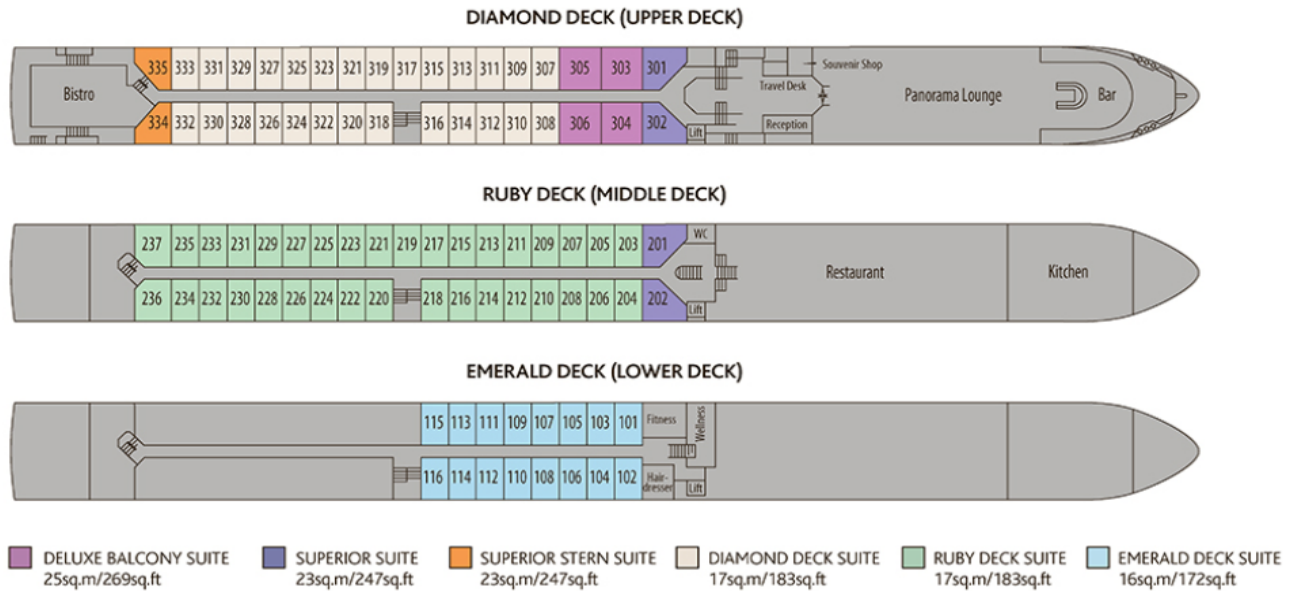 DIAMOND DECK (UPPER DECK)
335 333 331 329 327 325 323 321 319 317 315 313 311 309 307 305 303 301
Souvenir Shop
Travel Desk
Bistro
Panorama Lounge
Bar
334 332 330 328 326 324 322 320 318 316 314 312 310 308 306 304 302
Lift
Reception
RUBY DECK (MIDDLE DECK)
237 235 233 231 229 227 225 223 221 219 217 215 213 211 209 207 205 203 201
WC
Restaurant
Kitchen
236 234 232 230 228 226 224 222 220 218 216 214 212 210 208 206 204 202
Lift
EMERALD DECK (LOWER DECK)
115 113 111 109 107 105 103 101
Fitness
Wellness
116 114 112 110 108 106 104 102
Hair-
dresser
Lift
DELUXE BALCONY SUITE
25sq.m/269sq.ft
SUPERIOR SUITE
23sq.m/247sq.ft
SUPERIOR STERN SUITE
23sq.m/247sq.ft
DIAMOND DECK SUITE
17sq.m/183sq.ft
RUBY DECK SUITE
17sq.m/183sq.ft
EMERALD DECK SUITE
16sq.m/172sq.ft